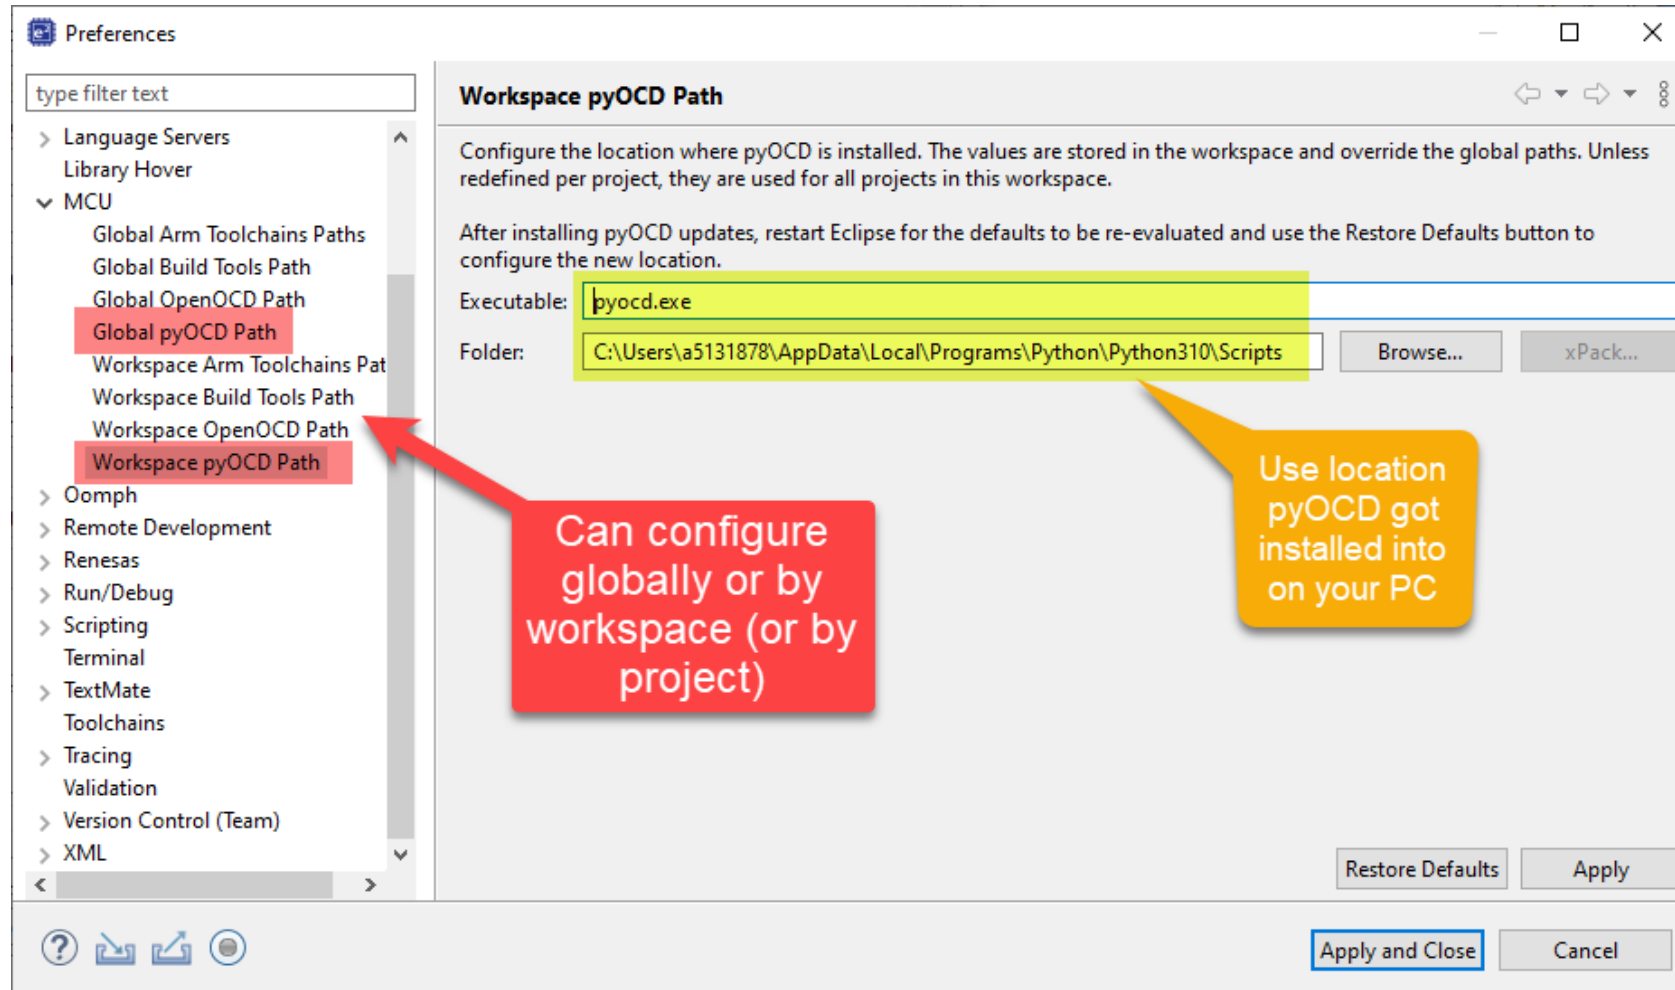 Preferences
type filter text
Language Servers
Library Hover
MCU
Global Arm Toolchains Paths
Global Build Tools Path
Global OpenOCD Path
Global pyOCD Path
Workspace Arm Toolchains Pat
Workspace Build Tools Path
Workspace OpenOCD Path
Workspace pyOCD Path
Oomph
Remote Development
Renesas
Run/Debug
Scripting
Terminal
TextMate
Toolchains
Tracing
Validation
Version Control (Team)
XML
Workspace pyOCD Path
Configure the location where pyOCD is installed. The values are stored in the workspace and override the global paths. Unless
redefined per project, they are used for all projects in this workspace.
After installing pyOCD updates, restart Eclipse for the defaults to be re-evaluated and use the Restore Defaults button to
configure the new location.
Executable: pyocd.exe
Folder: C:\Users\a5131878\AppData\Local\Programs\Python\Python310\Scripts Browse... xPack...
Can configure
globally or by
workspace (or by
project)
Use location
pyOCD got
installed into
on your PC
Restore Defaults Apply
Apply and Close Cancel